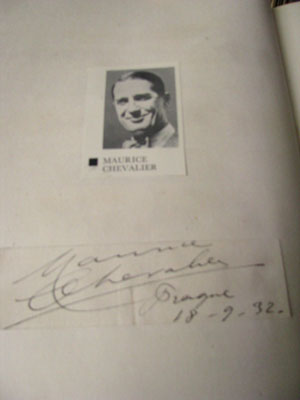 MAURICE
CHEVALIER
Maurice
Chevalier
Prague
18-9-32.